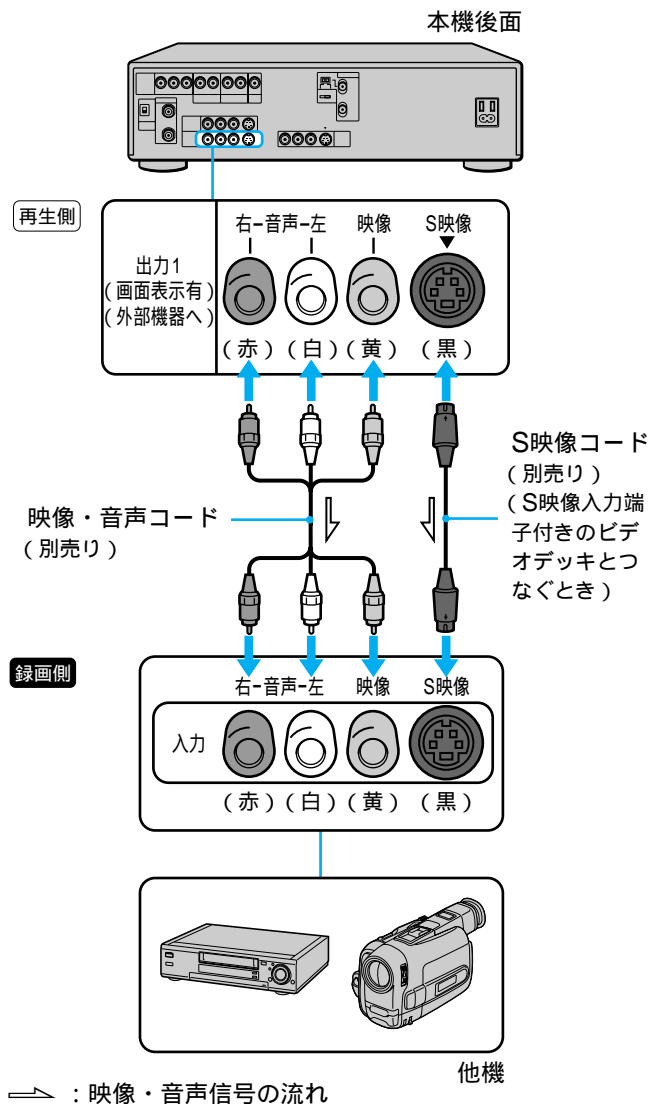 本機後面
再生側
右-音声-左 映像 S映像
出力1
(画面表示有)
(外部機器へ)
(赤)(白)(黄)(黒)
S映像コード
(別売り)
(S映像入力端
子付きのビデ
オデッキとつ
なぐとき)
映像・音声コード
(別売り)
録画側
右-音声-左 映像 S映像
入力
(赤)(白)(黄)(黒)
他機
:映像・音声信号の流れ